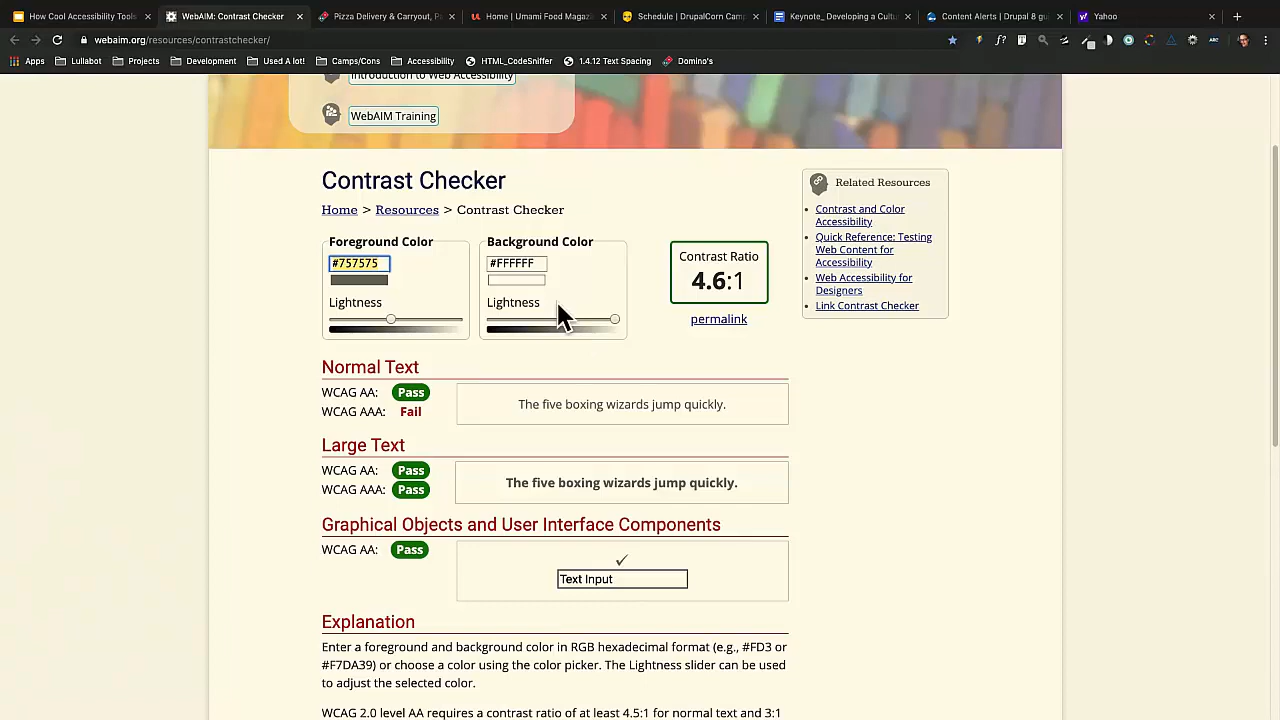 How Cool Accessibility Tools
WebAIM: Contrast Checker
Pizza Delivery & Carryout, P
Home | Umami Food Magazi
Schedule | DrupalCorn Camp
Keynote_ Developing a Cultu
Content Alerts | Drupal 8 gu
Yahoo
webaim.org/resources/contrastchecker/
Apps
Lullabot
Projects
Development
Used A lot!
Camps/Cons
Accessibility
HTML_CodeSniffer
1.4.12 Text Spacing
Domino's
Introduction to Web Accessibility
WebAIM Training
Contrast Checker
Home > Resources > Contrast Checker
Foreground Color
#757575
Lightness
Background Color
#FFFFFF
Lightness
Contrast Ratio
4.6:1
permalink
Related Resources
Contrast and Color
Accessibility
Quick Reference: Testing
Web Content for
Accessibility
Web Accessibility for
Designers
Link Contrast Checker
Normal Text
WCAG AA: Pass
WCAG AAA: Fail
The five boxing wizards jump quickly.
Large Text
WCAG AA: Pass
WCAG AAA: Pass
The five boxing wizards jump quickly.
Graphical Objects and User Interface Components
WCAG AA: Pass
Text Input
Explanation
Enter a foreground and background color in RGB hexadecimal format (e.g., #FD3 or
#F7DA39) or choose a color using the color picker. The Lightness slider can be used
to adjust the selected color.
WCAG 2.0 level AA requires a contrast ratio of at least 4.5:1 for normal text and 3:1